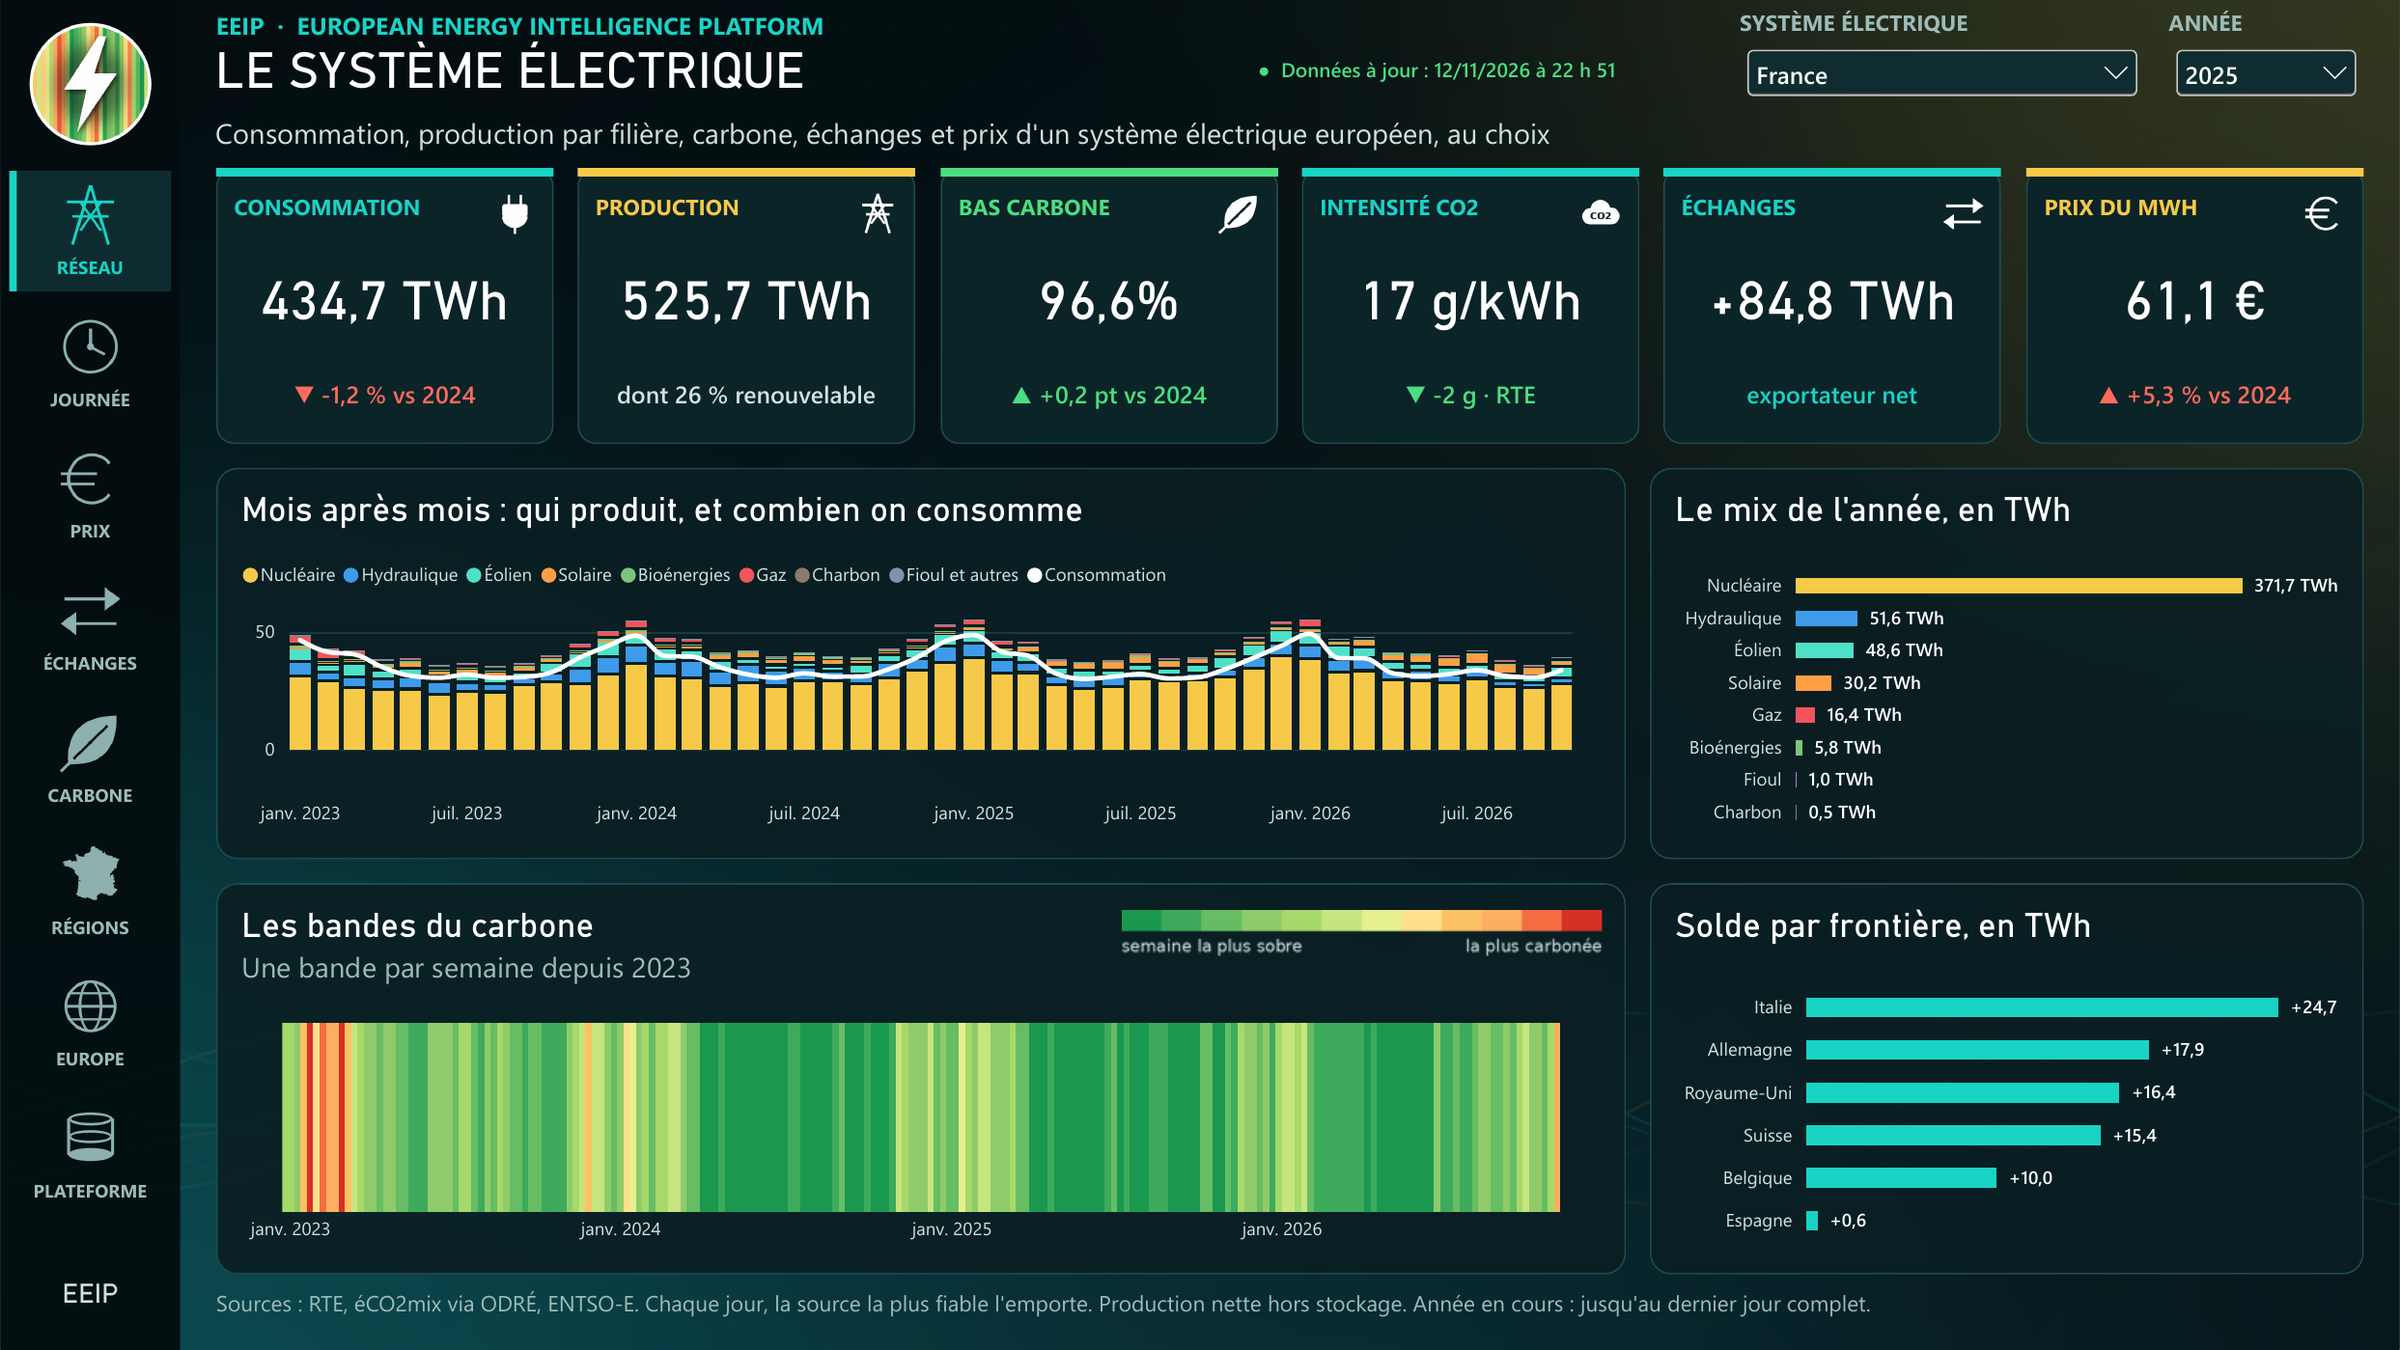 EEIP · EUROPEAN ENERGY INTELLIGENCE PLATFORM
LE SYSTÈME ÉLECTRIQUE
Consommation, production par filière, carbone, échanges et prix d'un système électrique européen, au choix
● Données à jour : 12/11/2026 à 22 h 51
SYSTÈME ÉLECTRIQUE
France
ANNÉE
2025
RÉSEAU
JOURNÉE
PRIX
ÉCHANGES
CARBONE
RÉGIONS
EUROPE
PLATEFORME
EEIP
CONSOMMATION
434,7 TWh
▼ -1,2 % vs 2024
PRODUCTION
525,7 TWh
dont 26 % renouvelable
BAS CARBONE
96,6%
▲ +0,2 pt vs 2024
INTENSITÉ CO2
CO2
17 g/kWh
▼ -2 g · RTE
ÉCHANGES
+84,8 TWh
exportateur net
PRIX DU MWH
61,1 €
▲ +5,3 % vs 2024
Mois après mois : qui produit, et combien on consomme
Nucléaire Hydraulique Éolien Solaire Bioénergies Gaz Charbon Fioul et autres Consommation
50
0
janv. 2023 juil. 2023 janv. 2024 juil. 2024 janv. 2025 juil. 2025 janv. 2026 juil. 2026
Le mix de l'année, en TWh
Nucléaire 371,7 TWh
Hydraulique 51,6 TWh
Éolien 48,6 TWh
Solaire 30,2 TWh
Gaz 16,4 TWh
Bioénergies 5,8 TWh
Fioul 1,0 TWh
Charbon 0,5 TWh
Les bandes du carbone
Une bande par semaine depuis 2023
semaine la plus sobre la plus carbonée
janv. 2023 janv. 2024 janv. 2025 janv. 2026
Solde par frontière, en TWh
Italie +24,7
Allemagne +17,9
Royaume-Uni +16,4
Suisse +15,4
Belgique +10,0
Espagne +0,6
Sources : RTE, éCO2mix via ODRÉ, ENTSO-E. Chaque jour, la source la plus fiable l'emporte. Production nette hors stockage. Année en cours : jusqu'au dernier jour complet.